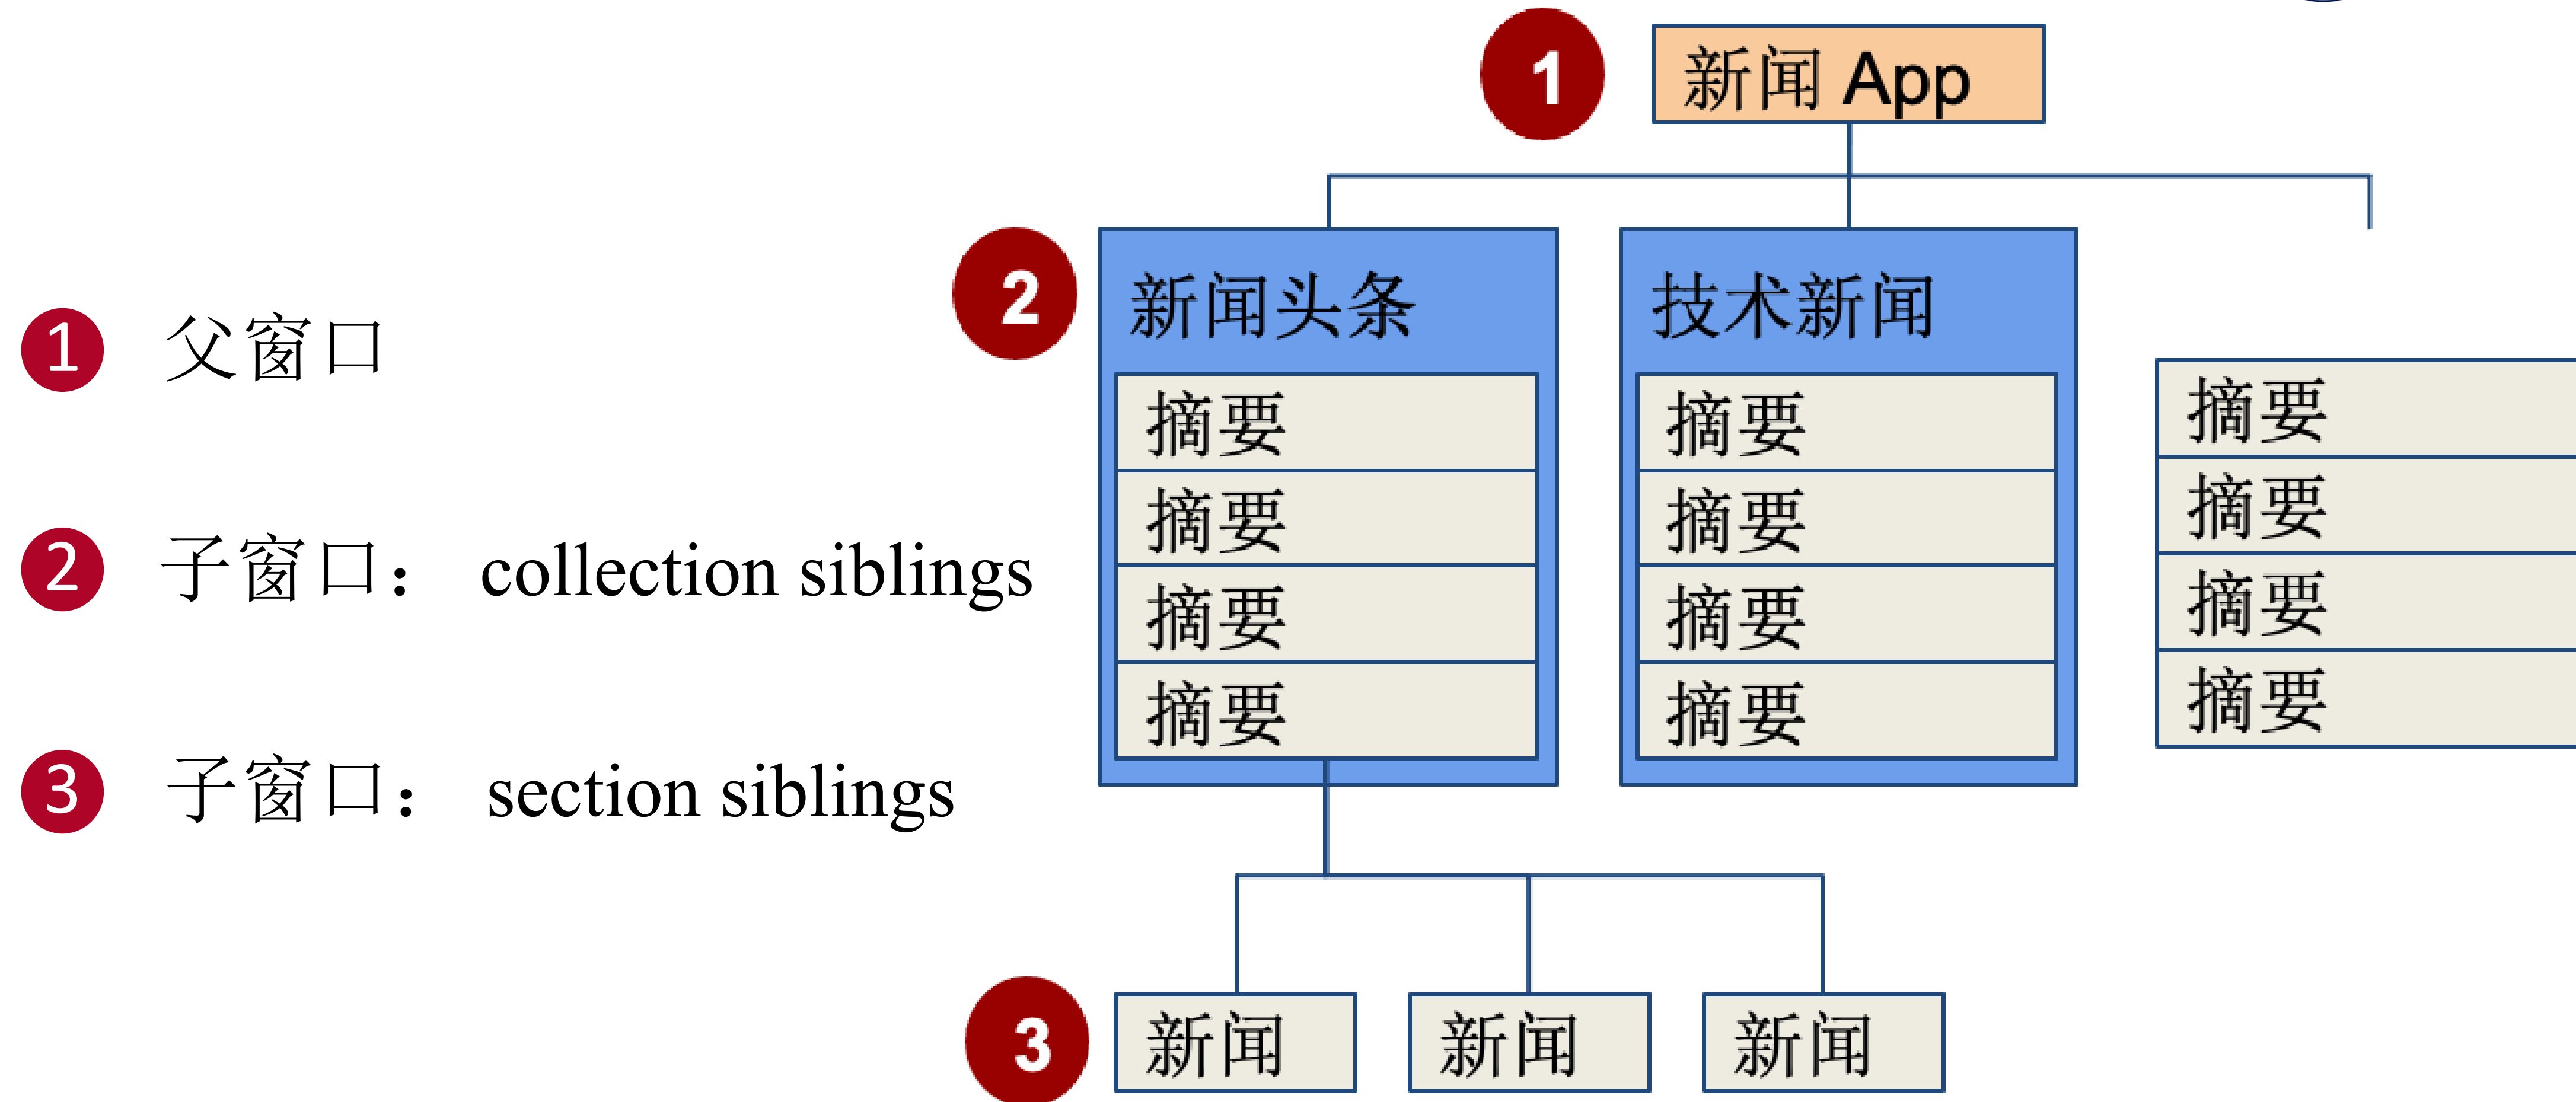 1 新闻 App
2 新闻头条 技术新闻
摘要 摘要 摘要
摘要 摘要 摘要
摘要 摘要 摘要
摘要 摘要 摘要
3 新闻 新闻 新闻
1 父窗口
2 子窗口： collection siblings
3 子窗口： section siblings